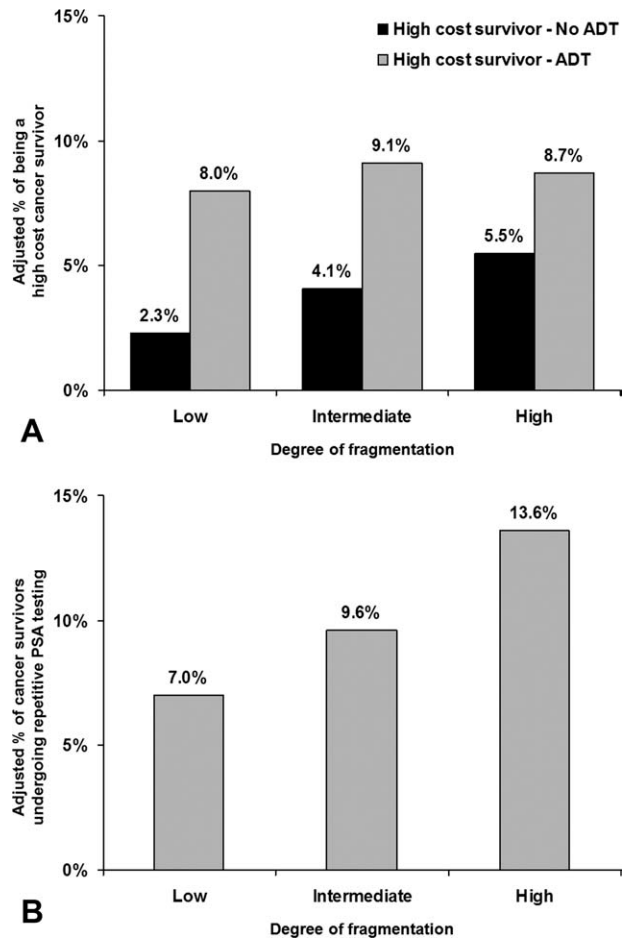 15%
High cost survivor - No ADT
High cost survivor - ADT
Adjusted % of being a
high cost cancer survivor
10%
9.1%
8.7%
8.0%
5.5%
5%
4.1%
2.3%
0%
Low
Intermediate
High
A
Degree of fragmentation
15%
13.6%
Adjusted % of cancer survivors
undergoing repetitive PSA testing
10%
9.6%
7.0%
5%
0%
Low
Intermediate
High
B
Degree of fragmentation